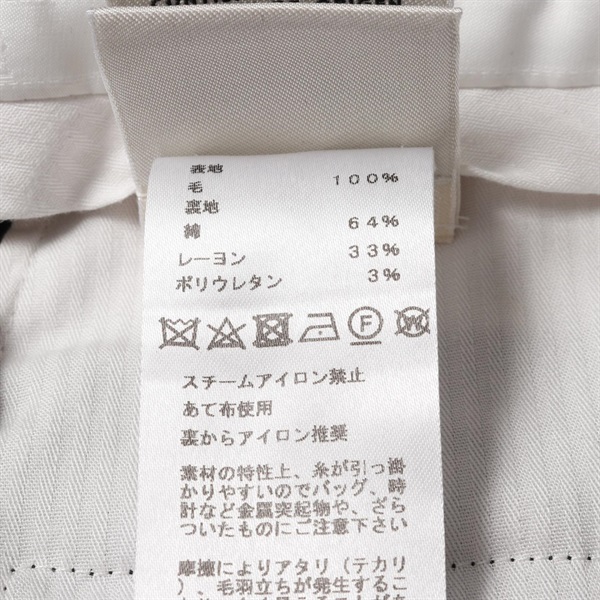 表地
毛 100%
裏地
綿 64%
レーヨン 33%
ポリウレタン 3%
F W
スチームアイロン禁止
あて布使用
裏からアイロン推奨
素材の特性上、糸が引っ掛
かりやすいのでバッグ、時
計など金属突起物や、ざら
ついたものにご注意下さい
摩擦によりアタリ（テカリ
）、毛羽立ちが発生するこ